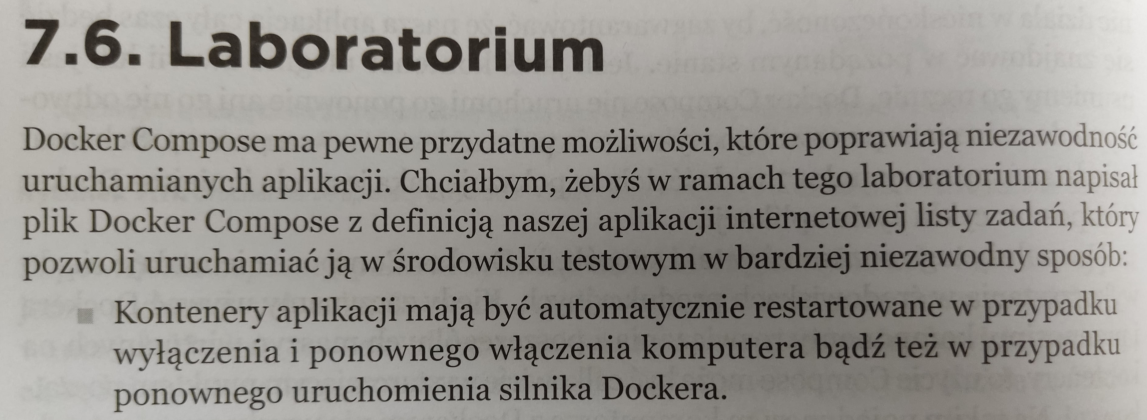 7.6. Laboratorium
Docker Compose ma pewne przydatne możliwości, które poprawiają niezawodność
uruchamianych aplikacji. Chciałbym, żebyś w ramach tego laboratorium napisał
plik Docker Compose z definicją naszej aplikacji internetowej listy zadań, który
pozwoli uruchamiać ją w środowisku testowym w bardziej niezawodny sposób:
■ Kontenery aplikacji mają być automatycznie restartowane w przypadku
wyłączenia i ponownego włączenia komputera bądź też w przypadku
ponownego uruchomienia silnika Dockera.